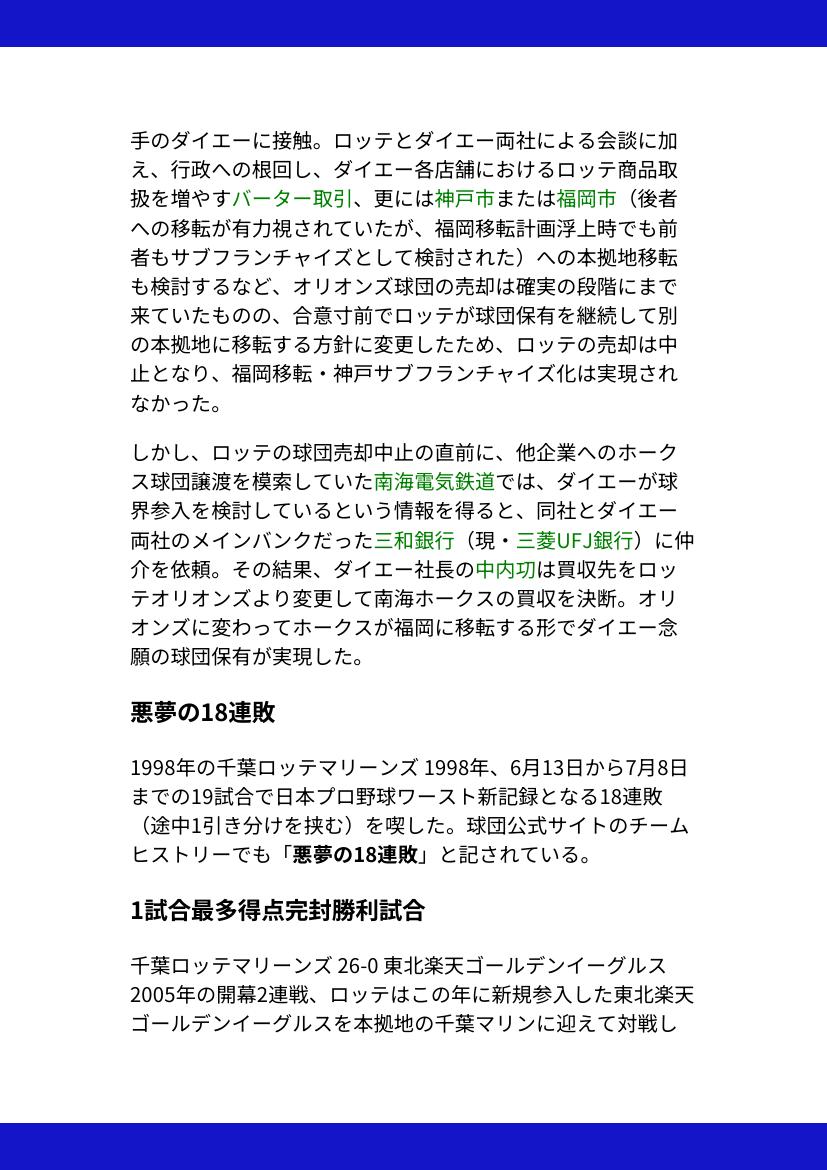 手のダイエーに接触。ロッテとダイエー両社による会談に加
え、行政への根回し、ダイエー各店舗におけるロッテ商品取
扱を増やすバーター取引、更には神戸市または福岡市（後者
への移転が有力視されていたが、福岡移転計画浮上時でも前
者もサブフランチャイズとして検討された）への本拠地移転
も検討するなど、オリオンズ球団の売却は確実の段階にまで
来ていたものの、合意寸前でロッテが球団保有を継続して別
の本拠地に移転する方針に変更したため、ロッテの売却は中
止となり、福岡移転・神戸サブフランチャイズ化は実現され
なかった。
しかし、ロッテの球団売却中止の直前に、他企業へのホーク
ス球団譲渡を模索していた南海電気鉄道では、ダイエーが球
界参入を検討しているという情報を得ると、同社とダイエー
両社のメインバンクだった三和銀行（現・三菱UFJ銀行）に仲
介を依頼。その結果、ダイエー社長の中内㓛は買収先をロッ
テオリオンズより変更して南海ホークスの買収を決断。オリ
オンズに変わってホークスが福岡に移転する形でダイエー念
願の球団保有が実現した。
悪夢の18連敗
1998年の千葉ロッテマリーンズ 1998年、6月13日から7月8日
までの19試合で日本プロ野球ワースト新記録となる18連敗
（途中1引き分けを挟む）を喫した。球団公式サイトのチーム
ヒストリーでも「悪夢の18連敗」と記されている。
1試合最多得点完封勝利試合
千葉ロッテマリーンズ 26-0 東北楽天ゴールデンイーグルス
2005年の開幕2連戦、ロッテはこの年に新規参入した東北楽天
ゴールデンイーグルスを本拠地の千葉マリンに迎えて対戦し